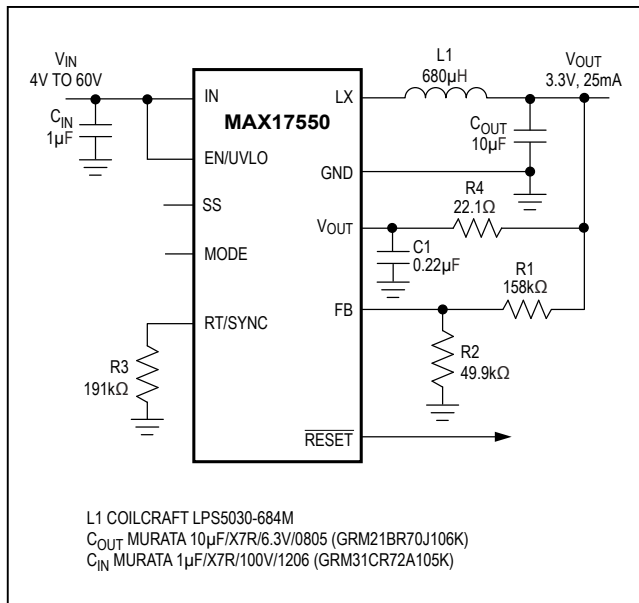 VIN
4V TO 60V
CIN
1µF
IN
EN/UVLO
SS
MODE
RT/SYNC
R3
191kΩ
MAX17550
LX
GND
VOUT
FB
RESET
L1
680µH
VOUT
3.3V, 25mA
COUT
10µF
R4
22.1Ω
C1
0.22µF
R1
158kΩ
R2
49.9kΩ
L1 COILCRAFT LPS5030-684M
COUT MURATA 10µF/X7R/6.3V/0805 (GRM21BR70J106K)
CIN MURATA 1µF/X7R/100V/1206 (GRM31CR72A105K)